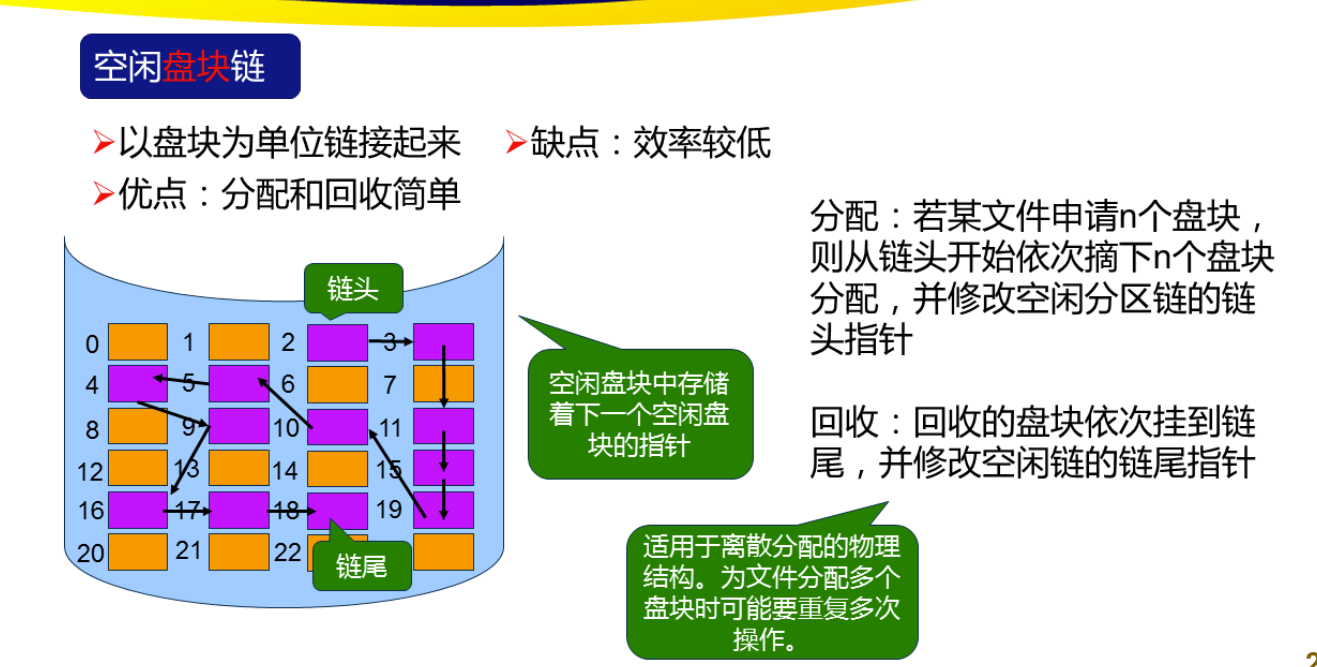 空闲盘块链
➢以盘块为单位链接起来 ➢缺点：效率较低
➢优点：分配和回收简单
分配：若某文件申请n个盘块，
则从链头开始依次摘下n个盘块
分配，并修改空闲分区链的链
头指针
回收：回收的盘块依次挂到链
尾，并修改空闲链的链尾指针
链头
0 1 2 3
4 5 6 7
8 9 10 11
12 13 14 15
16 17 18 19
20 21 22
链尾
空闲盘块中存储
着下一个空闲盘
块的指针
适用于离散分配的物理
结构。为文件分配多个
盘块时可能要重复多次
操作。
2